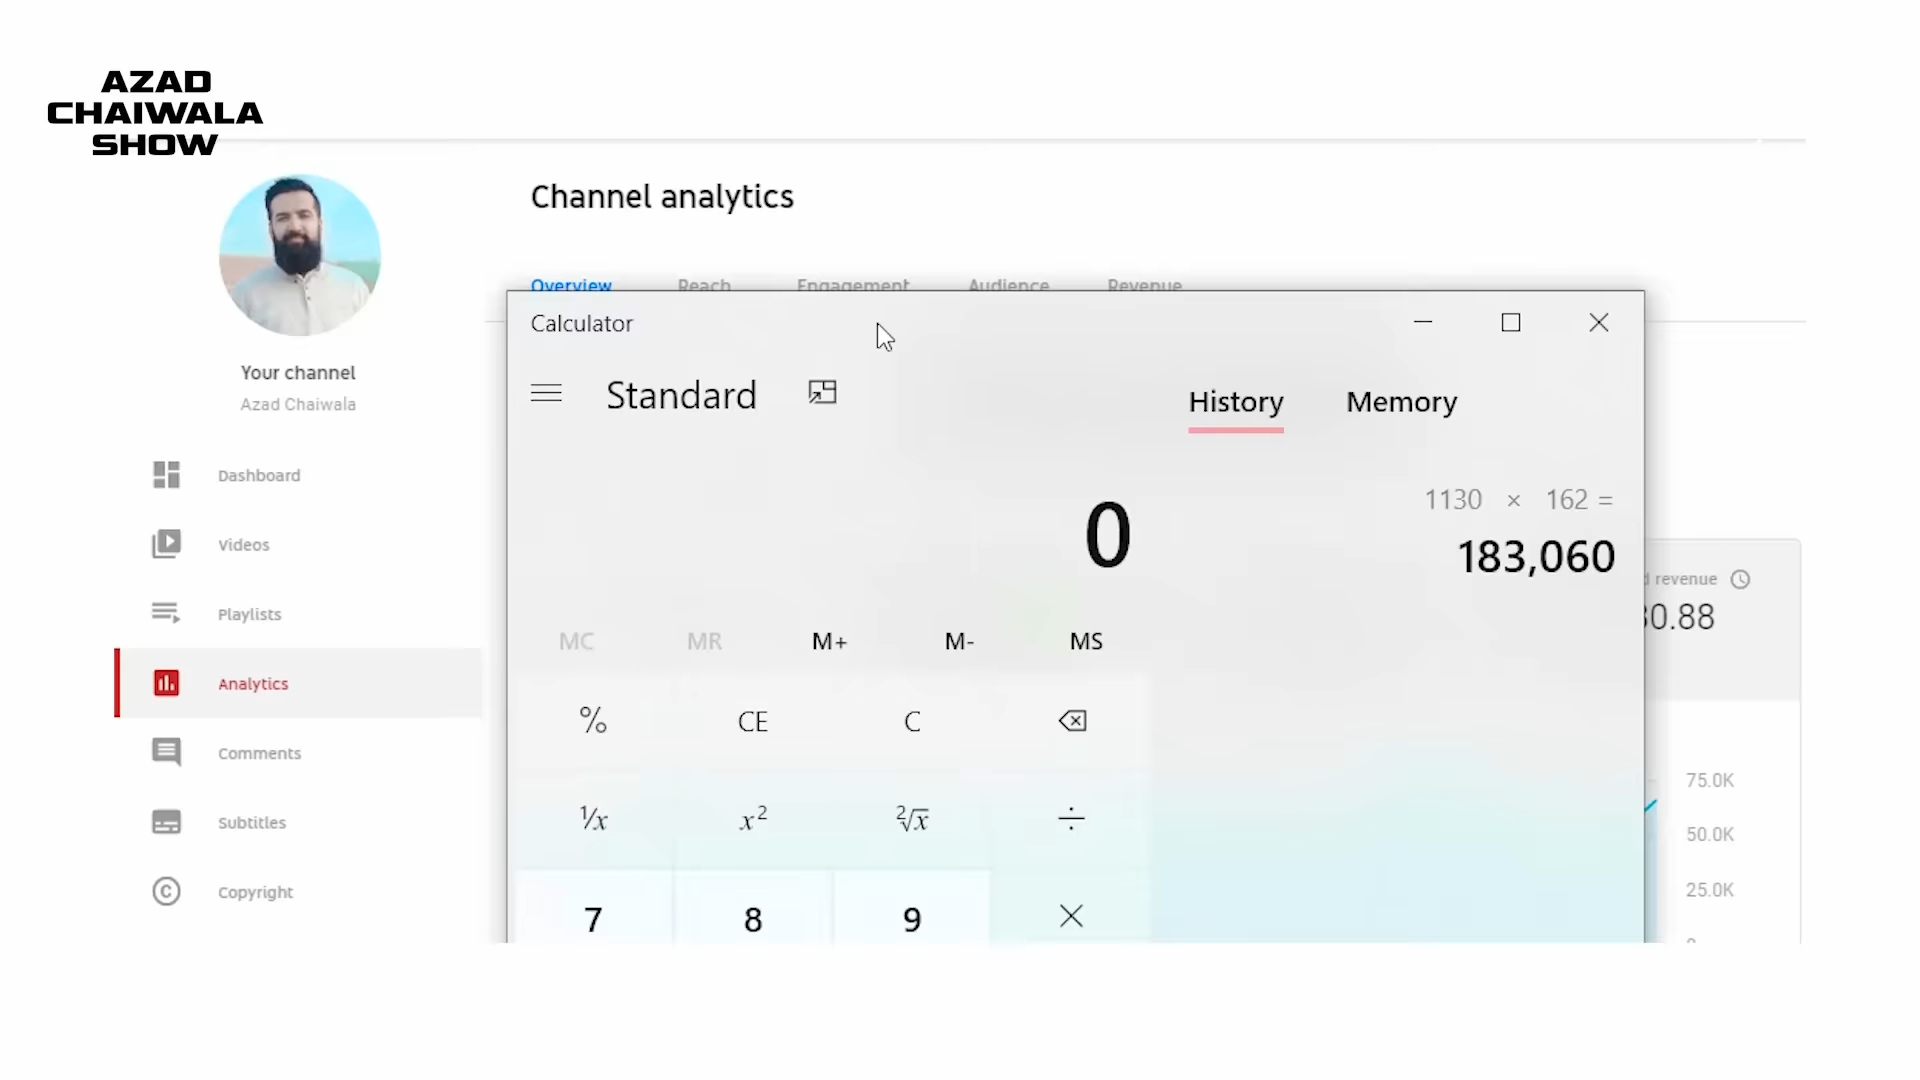 AZAD
CHAIWALA
SHOW
Channel analytics
Overview Reach Engagement Audience Revenue
Your channel
Azad Chaiwala
Dashboard
Videos
Playlists
Analytics
Comments
Subtitles
Copyright
Calculator
Standard
History Memory
0
1130 × 162 =
183,060
MC MR M+ M- MS
% CE C
⅟x x² ²√x ÷
7 8 9 ×
revenue
0.88
75.0K
50.0K
25.0K